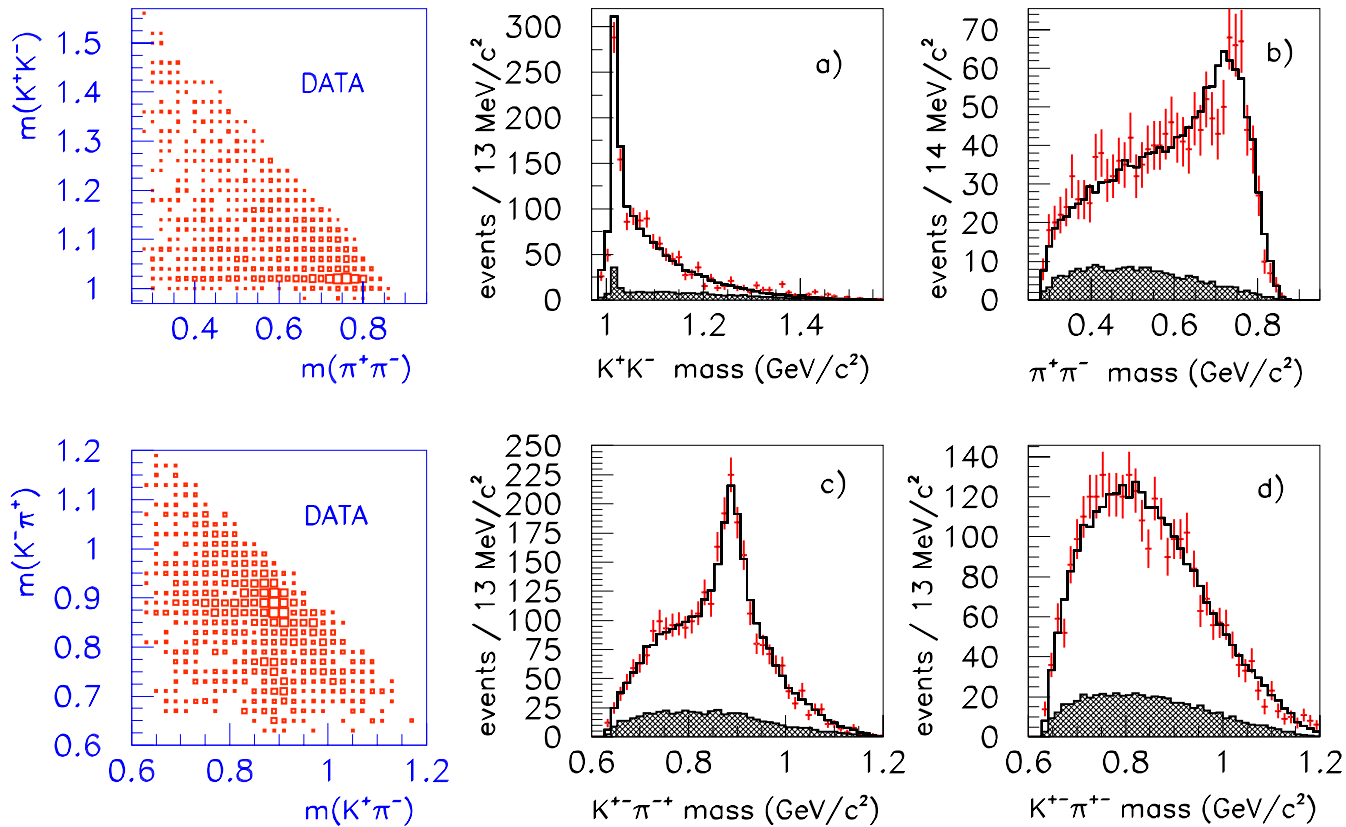 1.5
1.4
1.3
1.2
1.1
1
m(K⁺K⁻)
DATA
0.4 0.6 0.8
m(π⁺π⁻)
300
250
200
150
100
50
0
events / 13 MeV/c²
a)
1 1.2 1.4
K⁺K⁻ mass (GeV/c²)
70
60
50
40
30
20
10
0
events / 14 MeV/c²
b)
0.4 0.6 0.8
π⁺π⁻ mass (GeV/c²)
1.2
1.1
1
0.9
0.8
0.7
0.6
m(K⁻π⁺)
DATA
0.6 0.8 1 1.2
m(K⁺π⁻)
250
225
200
175
150
125
100
75
50
25
0
events / 13 MeV/c²
c)
0.6 0.8 1 1.2
K⁺⁻π⁻⁺ mass (GeV/c²)
140
120
100
80
60
40
20
0
events / 13 MeV/c²
d)
0.6 0.8 1 1.2
K⁺⁻π⁺⁻ mass (GeV/c²)